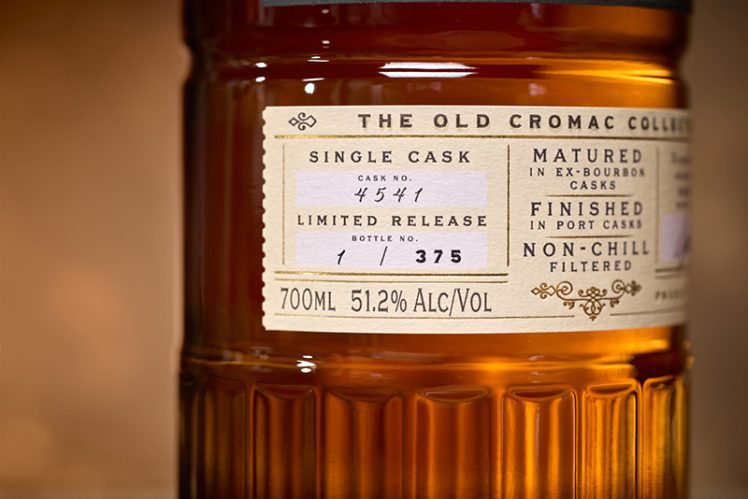 THE OLD CROMAC
SINGLE CASK
CASK NO.
4541
LIMITED RELEASE
BOTTLE NO.
1 / 375
700ML 51.2% ALC/VOL
MATURED
IN EX-BOURBON
CASKS
FINISHED
IN PORT CASKS
NON-CHILL
FILTERED